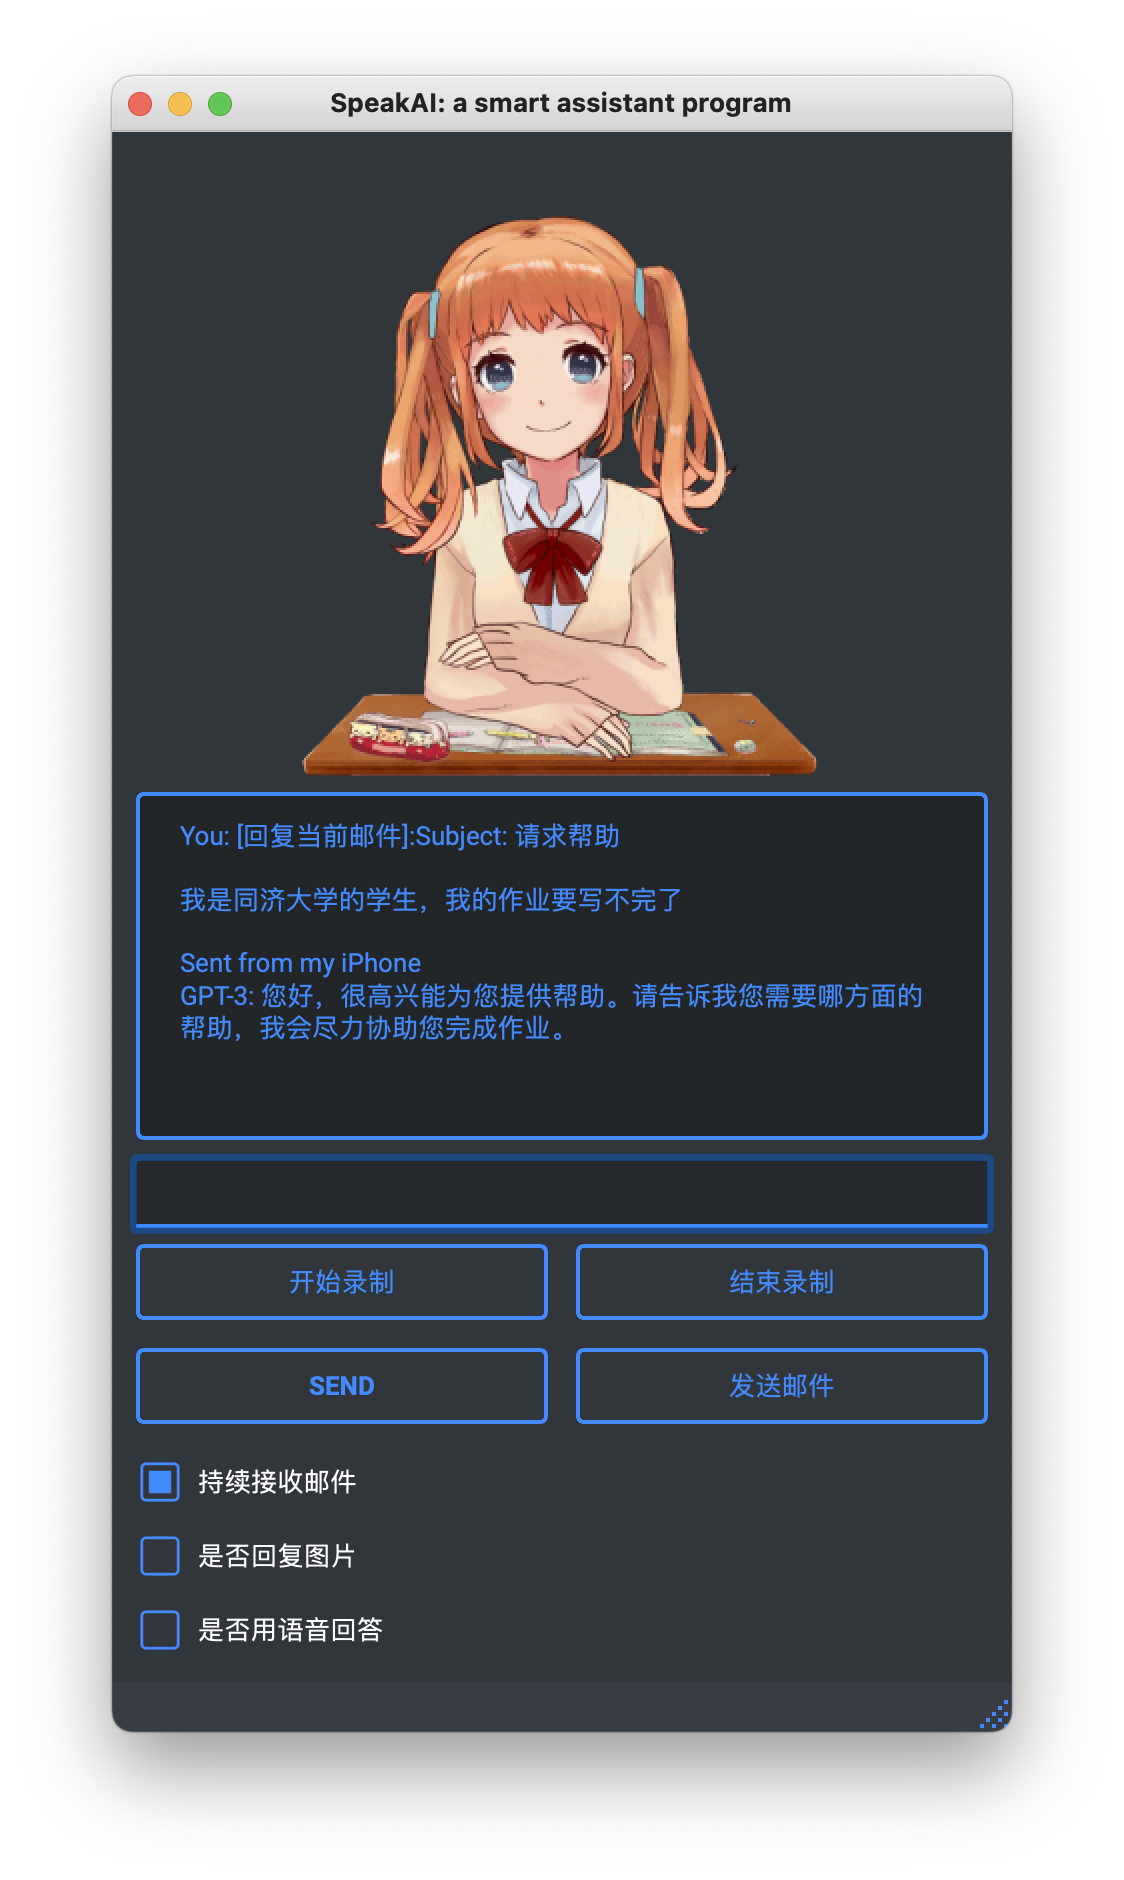 SpeakAI: a smart assistant program
You: [回复当前邮件]:Subject: 请求帮助
我是同济大学的学生，我的作业要写不完了
Sent from my iPhone
GPT-3: 您好，很高兴能为您提供帮助。请告诉我您需要哪方面的
帮助，我会尽力协助您完成作业。
开始录制
结束录制
SEND
发送邮件
持续接收邮件
是否回复图片
是否用语音回答